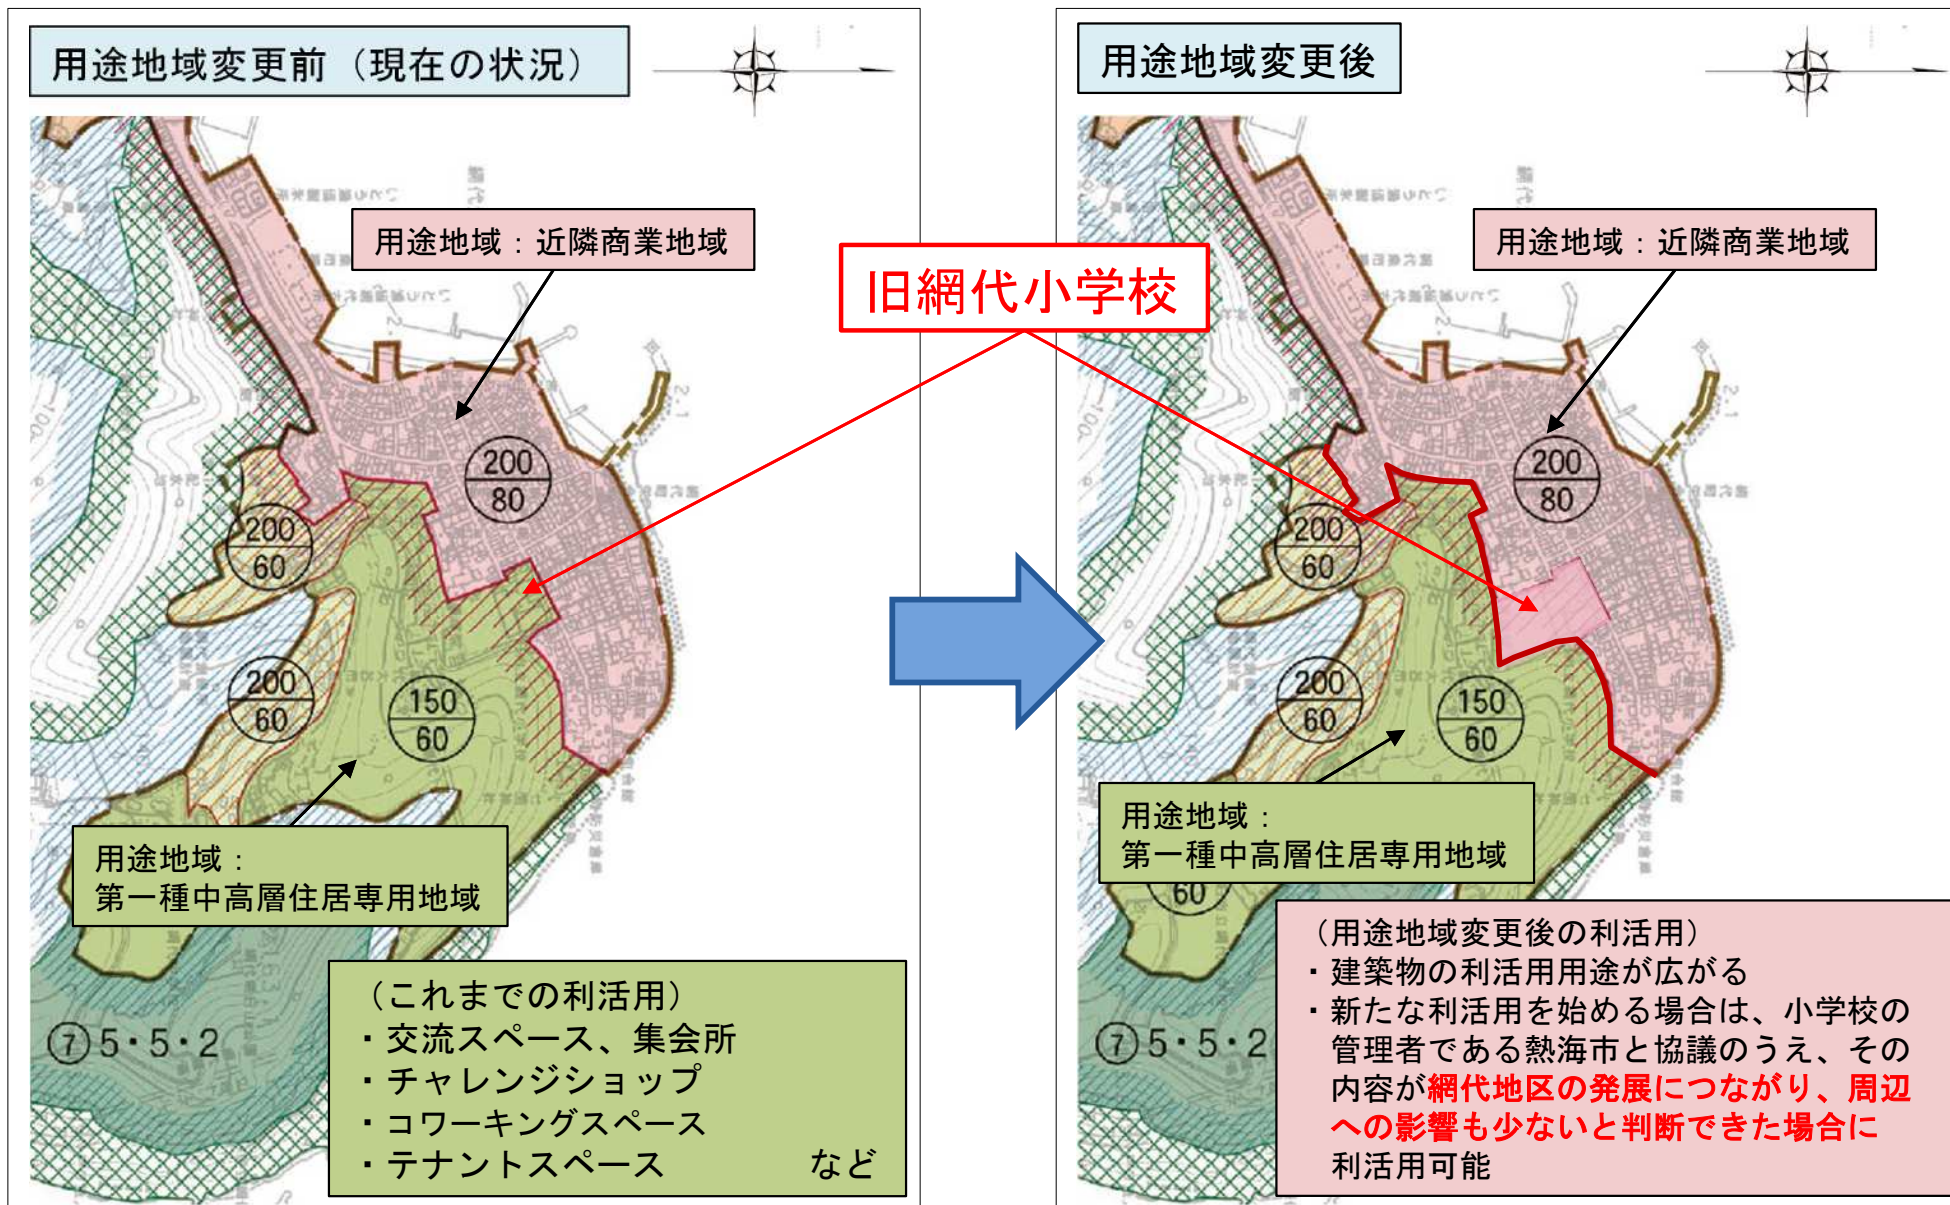 用途地域変更前（現在の状況）
用途地域：近隣商業地域
200
80
200
60
200
60
150
60
用途地域：
第一種中高層住居専用地域
⑦5・5・2
（これまでの利活用）
・交流スペース、集会所
・チャレンジショップ
・コワーキングスペース
・テナントスペース　など
旧網代小学校
用途地域変更後
用途地域：近隣商業地域
200
80
200
60
200
60
150
60
用途地域：
第一種中高層住居専用地域
60
⑦5・5・2
（用途地域変更後の利活用）
・建築物の利活用用途が広がる
・新たな利活用を始める場合は、小学校の
管理者である熱海市と協議のうえ、その
内容が網代地区の発展につながり、周辺
への影響も少ないと判断できた場合に
利活用可能